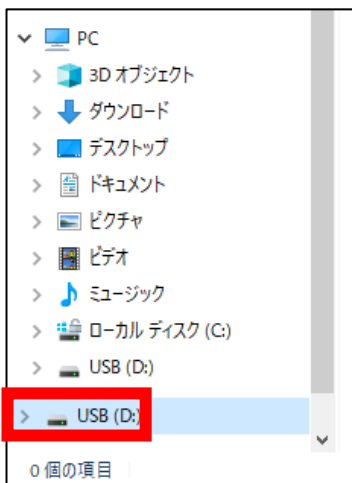 PC
3D オブジェクト
ダウンロード
デスクトップ
ドキュメント
ピクチャ
ビデオ
ミュージック
ローカル ディスク (C:)
USB (D:)
USB (D:)
0 個の項目